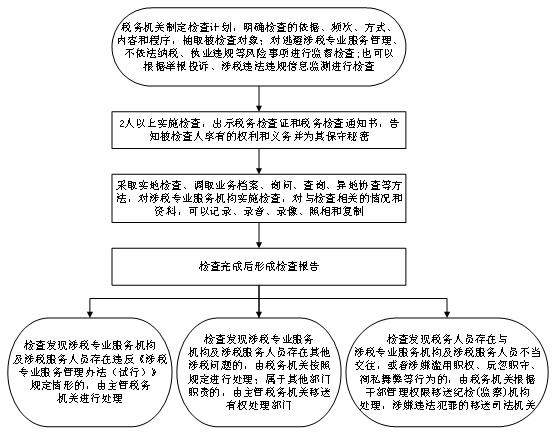 税务机关制定检查计划，明确检查的依据、频次、方式、
内容和程序，抽取被检查对象；对逃避涉税专业服务管理、
不依法纳税、执业违规等风险事项进行监督检查;也可以
根据举报投诉、涉税违法违规信息监测进行检查
2人以上实施检查，出示税务检查证和税务检查通知书，告
知被检查人享有的权利和义务并为其保守秘密
采取实地检查、调取业务档案、询问、查询、异地协查等方
法，对涉税专业服务机构实施检查，对与检查相关的情况和
资料，可以记录、录音、录像、照相和复制
检查完成后形成检查报告
检查发现涉税专业服务机构
及涉税服务人员存在违反《涉税
专业服务管理办法（试行）》
规定情形的，由主管税务
机关进行处理
检查发现涉税专业服务
机构及涉税服务人员存在其他
涉税问题的，由税务机关按照
规定进行处理；属于其他部门
职责的，由主管税务机关移送
有权处理部门
检查发现税务人员存在与
涉税专业服务机构及涉税服务人员不当
交往，或者涉嫌滥用职权、玩忽职守、
徇私舞弊等行为的，由税务机关根据
干部管理权限移送纪检(监察)机构
处理，涉嫌违法犯罪的移送司法机关